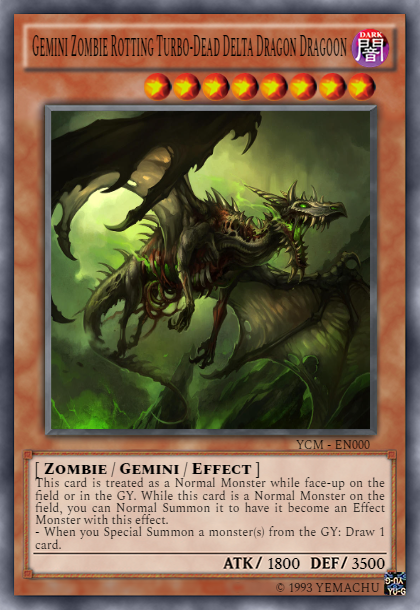 Gemini Zombie Rotting Turbo-Dead Delta Dragon Dragoon
DARK
闇
YCM - EN000
[ Zombie / Gemini / Effect ]
This card is treated as a Normal Monster while face-up on the
field or in the GY. While this card is a Normal Monster on the
field, you can Normal Summon it to have it become an Effect
Monster with this effect.
- When you Special Summon a monster(s) from the GY: Draw 1
card.
ATK / 1800 DEF / 3500
© 1993 YEMACHU